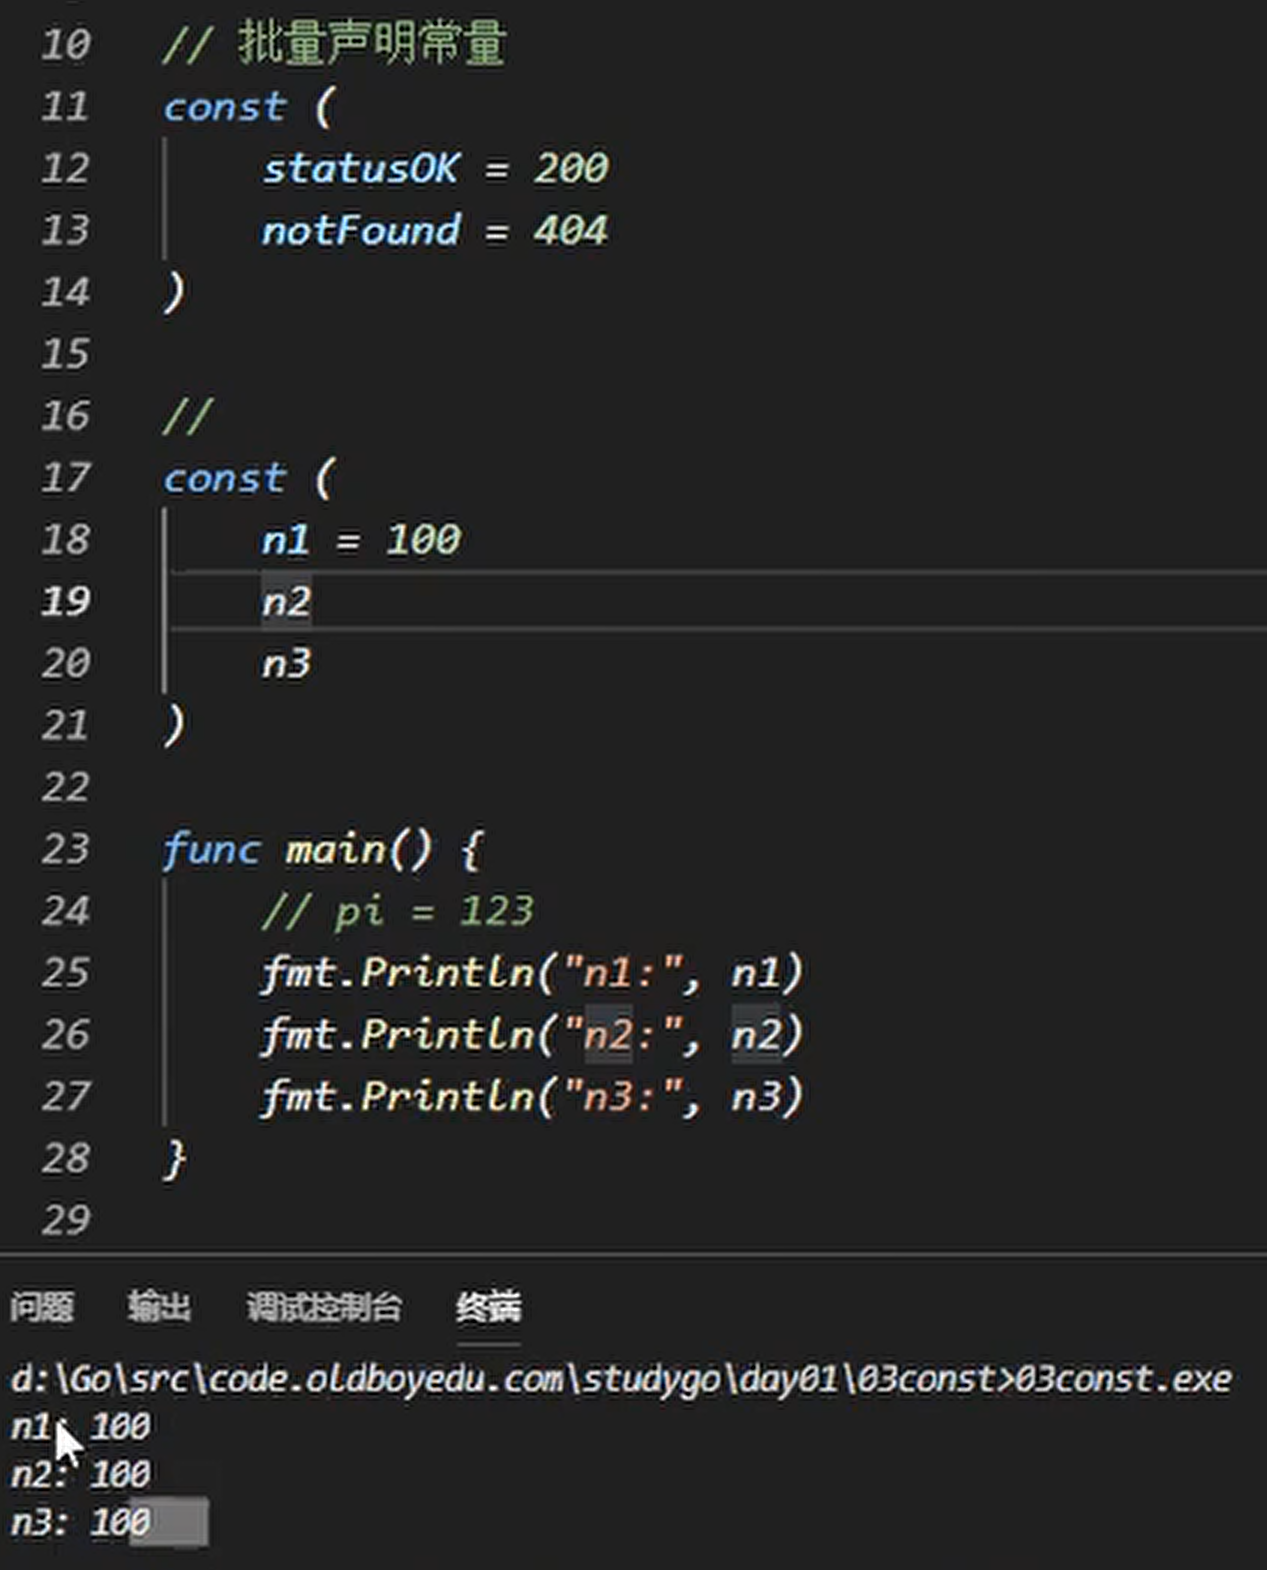 10 // 批量声明常量
11 const (
12 statusOK = 200
13 notFound = 404
14 )
15
16 //
17 const (
18 n1 = 100
19 n2
20 n3
21 )
22
23 func main() {
24 // pi = 123
25 fmt.Println("n1:", n1)
26 fmt.Println("n2:", n2)
27 fmt.Println("n3:", n3)
28 }
29
问题 输出 调试控制台 终端
d:\Go\src\code.oldboyedu.com\studygo\day01\03const>03const.exe
n1: 100
n2: 100
n3: 100